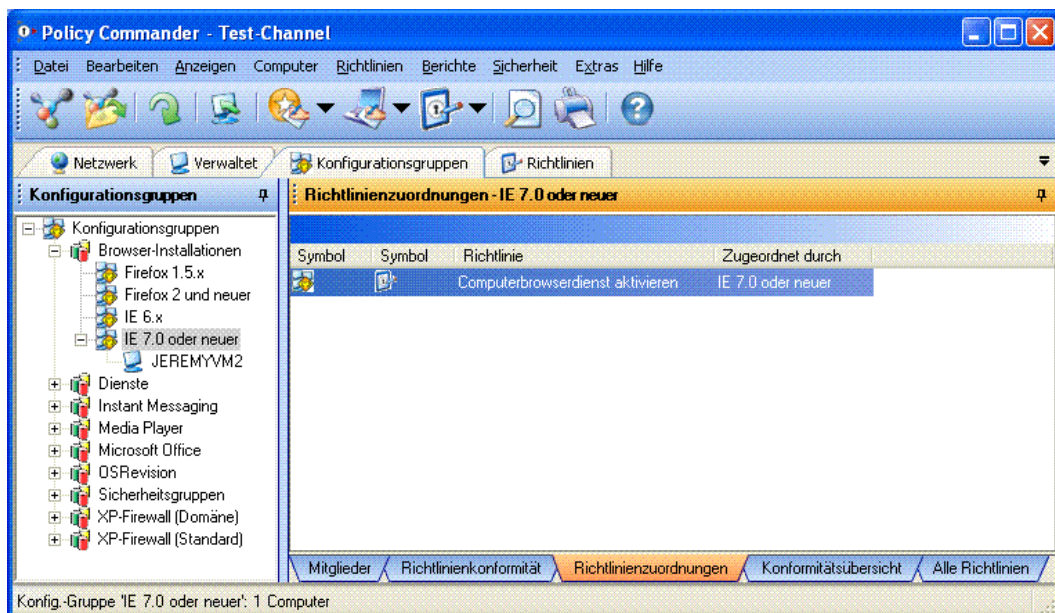 Policy Commander - Test-Channel
Datei Bearbeiten Anzeigen Computer Richtlinien Berichte Sicherheit Extras Hilfe
Netzwerk Verwaltet Konfigurationsgruppen Richtlinien
Konfigurationsgruppen
Konfigurationsgruppen
Browser-Installationen
Firefox 1.5.x
Firefox 2 und neuer
IE 6.x
IE 7.0 oder neuer
JEREMYVM2
Dienste
Instant Messaging
Media Player
Microsoft Office
OSRevision
Sicherheitsgruppen
XP-Firewall (Domäne)
XP-Firewall (Standard)
Richtlinienzuordnungen - IE 7.0 oder neuer
Symbol Symbol Richtlinie Zugeordnet durch
Computerbrowserdienst aktivieren IE 7.0 oder neuer
Mitglieder Richtlinienkonformität Richtlinienzuordnungen Konformitätsübersicht Alle Richtlinien
Konfig.-Gruppe 'IE 7.0 oder neuer': 1 Computer